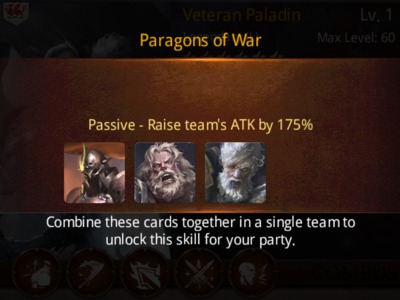 Veteran Paladin
Lv. 1
Paragons of War
Max Level: 60
Passive - Raise team's ATK by 175%
Combine these cards together in a single team to
unlock this skill for your party.